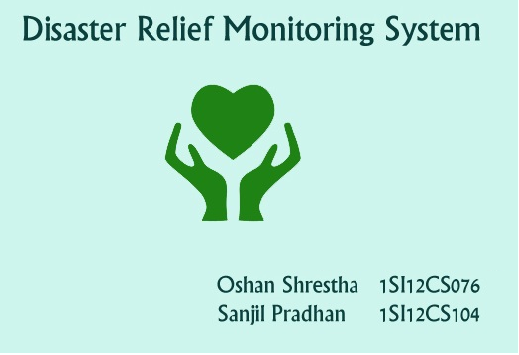 Disaster Relief Monitoring System
Oshan Shrestha 1SI12CS076
Sanjil Pradhan 1SI12CS104